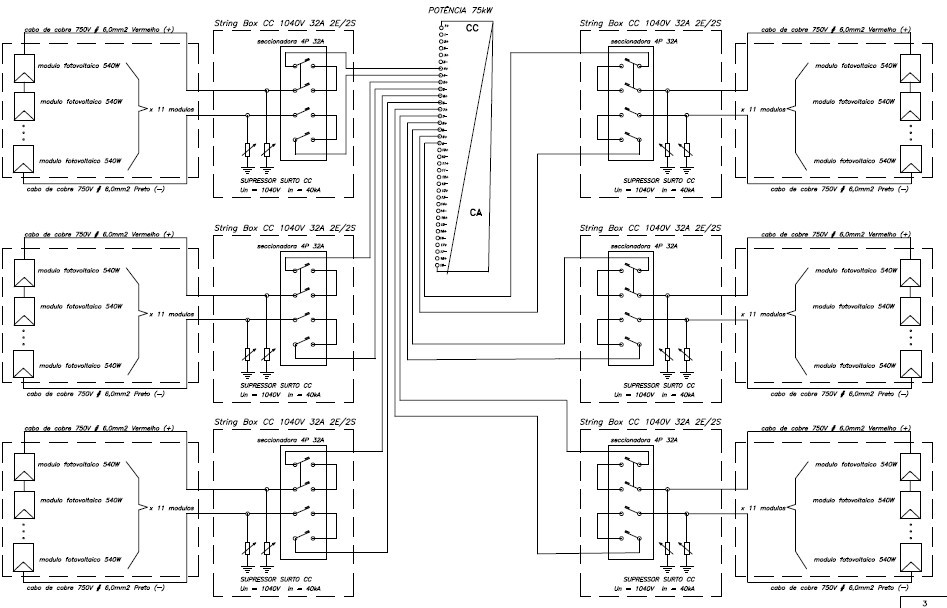 POTÊNCIA 75kW
CC
CA
cabo de cobre 750V # 6,0mm2 Vermelho (+)
modulo fotovoltaico 540W
modulo fotovoltaico 540W
x 11 modulos
modulo fotovoltaico 540W
cabo de cobre 750V # 6,0mm2 Preto (–)
String Box CC 1040V 32A 2E/2S
seccionadora 4P 32A
SUPRESSOR SURTO CC
Un = 1040V In = 40kA
String Box CC 1040V 32A 2E/2S
seccionadora 4P 32A
SUPRESSOR SURTO CC
Un = 1040V In = 40kA
cabo de cobre 750V # 6,0mm2 Vermelho (+)
modulo fotovoltaico 540W
modulo fotovoltaico 540W
x 11 modulos
modulo fotovoltaico 540W
cabo de cobre 750V # 6,0mm2 Preto (–)
cabo de cobre 750V # 6,0mm2 Vermelho (+)
modulo fotovoltaico 540W
modulo fotovoltaico 540W
x 11 modulos
modulo fotovoltaico 540W
cabo de cobre 750V # 6,0mm2 Preto (–)
String Box CC 1040V 32A 2E/2S
seccionadora 4P 32A
SUPRESSOR SURTO CC
Un = 1040V In = 40kA
String Box CC 1040V 32A 2E/2S
seccionadora 4P 32A
SUPRESSOR SURTO CC
Un = 1040V In = 40kA
cabo de cobre 750V # 6,0mm2 Vermelho (+)
modulo fotovoltaico 540W
modulo fotovoltaico 540W
x 11 modulos
modulo fotovoltaico 540W
cabo de cobre 750V # 6,0mm2 Preto (–)
cabo de cobre 750V # 6,0mm2 Vermelho (+)
modulo fotovoltaico 540W
modulo fotovoltaico 540W
x 11 modulos
modulo fotovoltaico 540W
cabo de cobre 750V # 6,0mm2 Preto (–)
String Box CC 1040V 32A 2E/2S
seccionadora 4P 32A
SUPRESSOR SURTO CC
Un = 1040V In = 40kA
String Box CC 1040V 32A 2E/2S
seccionadora 4P 32A
SUPRESSOR SURTO CC
Un = 1040V In = 40kA
cabo de cobre 750V # 6,0mm2 Vermelho (+)
modulo fotovoltaico 540W
modulo fotovoltaico 540W
x 11 modulos
modulo fotovoltaico 540W
cabo de cobre 750V # 6,0mm2 Preto (–)
3